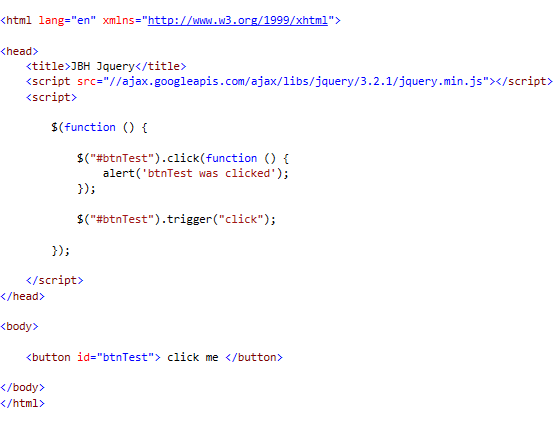 <html lang="en" xmlns="http://www.w3.org/1999/xhtml">
<head>
<title>JBH Jquery</title>
<script src="//ajax.googleapis.com/ajax/libs/jquery/3.2.1/jquery.min.js"></script>
<script>
$(function () {
$("#btnTest").click(function () {
alert('btnTest was clicked');
});
$("#btnTest").trigger("click");
});
</script>
</head>
<body>
<button id="btnTest"> click me </button>
</body>
</html>